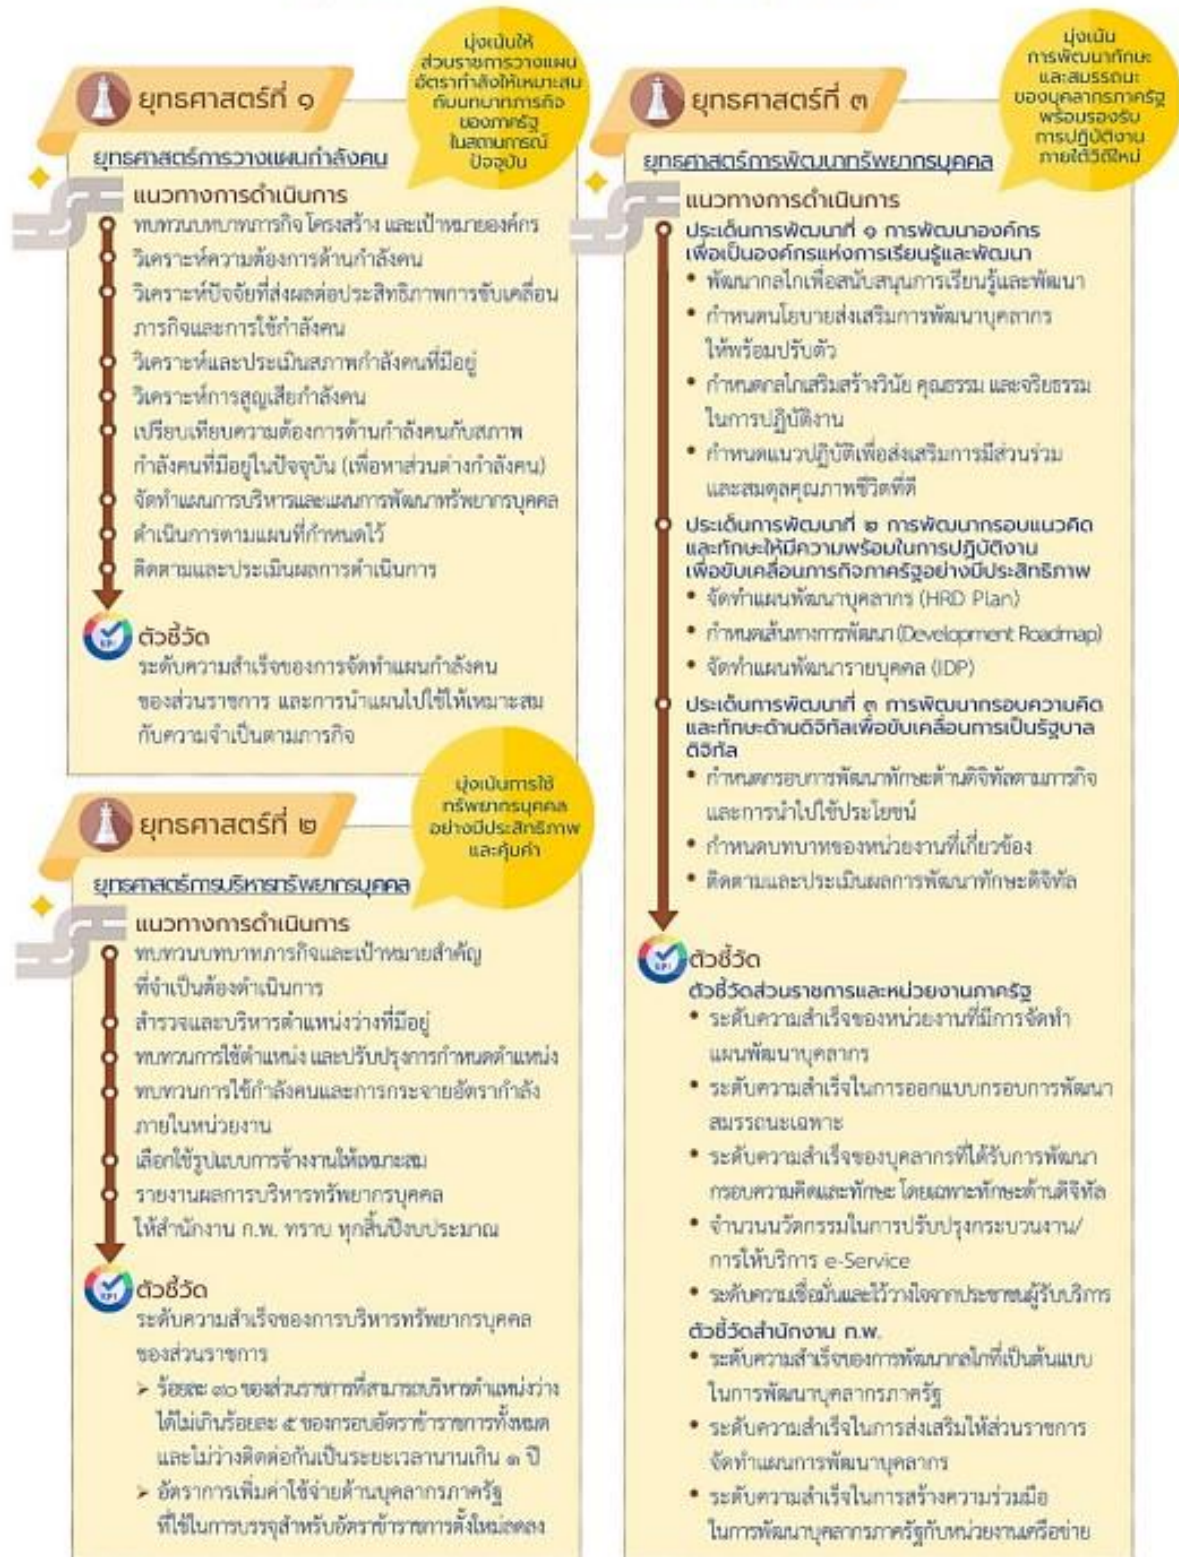 มุ่งเน้นให้
ส่วนราชการวางแผน
อัตรากำลังให้เหมาะสม
กับบทบาทภารกิจ
ของภาครัฐ
ในสถานการณ์
ปัจจุบัน
ยุทธศาสตร์ที่ ๑
ยุทธศาสตร์การวางแผนกำลังคน
แนวทางการดำเนินการ
ทบทวนบทบาทภารกิจ โครงสร้าง และเป้าหมายองค์กร
วิเคราะห์ความต้องการด้านกำลังคน
วิเคราะห์ปัจจัยที่ส่งผลต่อประสิทธิภาพการขับเคลื่อน
ภารกิจและการใช้กำลังคน
วิเคราะห์และประเมินสภาพกำลังคนที่มีอยู่
วิเคราะห์การสูญเสียกำลังคน
เปรียบเทียบความต้องการด้านกำลังคนกับสภาพ
กำลังคนที่มีอยู่ในปัจจุบัน (เพื่อหาส่วนต่างกำลังคน)
จัดทำแผนการบริหารและแผนการพัฒนาทรัพยากรบุคคล
ดำเนินการตามแผนที่กำหนดไว้
ติดตามและประเมินผลการดำเนินการ
KPI
ตัวชี้วัด
ระดับความสำเร็จของการจัดทำแผนกำลังคน
ของส่วนราชการ และการนำแผนไปใช้ให้เหมาะสม
กับความจำเป็นตามภารกิจ
มุ่งเน้นการใช้
ทรัพยากรบุคคล
อย่างมีประสิทธิภาพ
และคุ้มค่า
ยุทธศาสตร์ที่ ๒
ยุทธศาสตร์การบริหารทรัพยากรบุคคล
แนวทางการดำเนินการ
ทบทวนบทบาทภารกิจและเป้าหมายสำคัญ
ที่จำเป็นต้องดำเนินการ
สำรวจและบริหารตำแหน่งว่างที่มีอยู่
ทบทวนการใช้ตำแหน่ง และปรับปรุงการกำหนดตำแหน่ง
ทบทวนการใช้กำลังคนและการกระจายอัตรากำลัง
ภายในหน่วยงาน
เลือกใช้รูปแบบการจ้างงานให้เหมาะสม
รายงานผลการบริหารทรัพยากรบุคคล
ให้สำนักงาน ก.พ. ทราบ ทุกสิ้นปีงบประมาณ
KPI
ตัวชี้วัด
ระดับความสำเร็จของการบริหารทรัพยากรบุคคล
ของส่วนราชการ
➢ ร้อยละ ๗๐ ของส่วนราชการที่สามารถบริหารตำแหน่งว่าง
ได้ไม่เกินร้อยละ ๕ ของกรอบอัตราข้าราชการทั้งหมด
และไม่ว่างติดต่อกันเป็นระยะเวลานานเกิน ๑ ปี
➢ อัตราการเพิ่มค่าใช้จ่ายด้านบุคลากรภาครัฐ
ที่ใช้ในการบรรจุสำหรับอัตราข้าราชการตั้งใหม่ลดลง
มุ่งเน้น
การพัฒนาทักษะ
และสมรรถนะ
ของบุคลากรภาครัฐ
พร้อมรองรับ
การปฏิบัติงาน
ภายใต้วิถีใหม่
ยุทธศาสตร์ที่ ๓
ยุทธศาสตร์การพัฒนาทรัพยากรบุคคล
แนวทางการดำเนินการ
ประเด็นการพัฒนาที่ ๑ การพัฒนาองค์กร
เพื่อเป็นองค์กรแห่งการเรียนรู้และพัฒนา
• พัฒนากลไกเพื่อสนับสนุนการเรียนรู้และพัฒนา
• กำหนดนโยบายส่งเสริมการพัฒนาบุคลากร
ให้พร้อมปรับตัว
• กำหนดกลไกเสริมสร้างวินัย คุณธรรม และจริยธรรม
ในการปฏิบัติงาน
• กำหนดแนวปฏิบัติเพื่อส่งเสริมการมีส่วนร่วม
และสมดุลคุณภาพชีวิตที่ดี
ประเด็นการพัฒนาที่ ๒ การพัฒนากรอบแนวคิด
และทักษะให้มีความพร้อมในการปฏิบัติงาน
เพื่อขับเคลื่อนภารกิจภาครัฐอย่างมีประสิทธิภาพ
• จัดทำแผนพัฒนาบุคลากร (HRD Plan)
• กำหนดเส้นทางการพัฒนา (Development Roadmap)
• จัดทำแผนพัฒนารายบุคคล (IDP)
ประเด็นการพัฒนาที่ ๓ การพัฒนากรอบความคิด
และทักษะด้านดิจิทัลเพื่อขับเคลื่อนการเป็นรัฐบาล
ดิจิทัล
• กำหนดกรอบการพัฒนาทักษะด้านดิจิทัลตามภารกิจ
และการนำไปใช้ประโยชน์
• กำหนดบทบาทของหน่วยงานที่เกี่ยวข้อง
• ติดตามและประเมินผลการพัฒนาทักษะดิจิทัล
KPI
ตัวชี้วัด
ตัวชี้วัดส่วนราชการและหน่วยงานภาครัฐ
• ระดับความสำเร็จของหน่วยงานที่มีการจัดทำ
แผนพัฒนาบุคลากร
• ระดับความสำเร็จในการออกแบบกรอบการพัฒนา
สมรรถนะเฉพาะ
• ระดับความสำเร็จของบุคลากรที่ได้รับการพัฒนา
กรอบความคิดและทักษะ โดยเฉพาะทักษะด้านดิจิทัล
• จำนวนนวัตกรรมในการปรับปรุงกระบวนงาน/
การให้บริการ e-Service
• ระดับความเชื่อมั่นและไว้วางใจจากประชาชนผู้รับบริการ
ตัวชี้วัดสำนักงาน ก.พ.
• ระดับความสำเร็จของการพัฒนากลไกที่เป็นต้นแบบ
ในการพัฒนาบุคลากรภาครัฐ
• ระดับความสำเร็จในการส่งเสริมให้ส่วนราชการ
จัดทำแผนการพัฒนาบุคลากร
• ระดับความสำเร็จในการสร้างความร่วมมือ
ในการพัฒนาบุคลากรภาครัฐกับหน่วยงานเครือข่าย